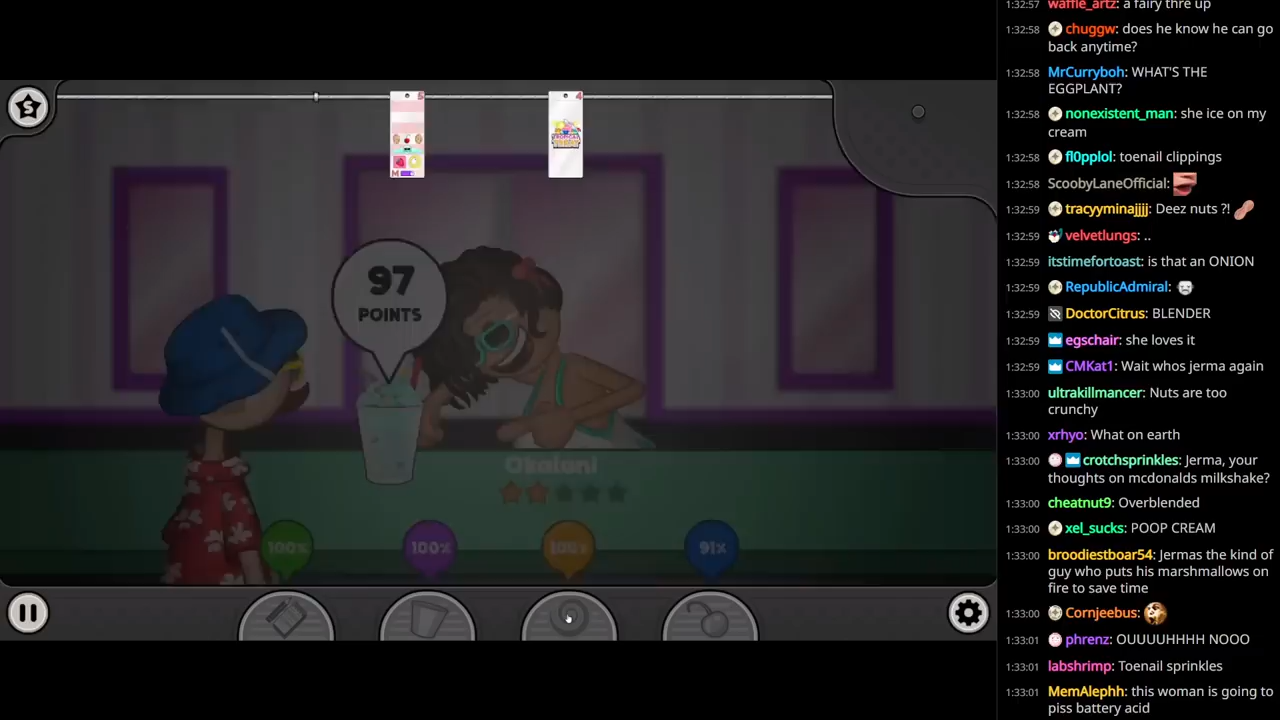 97
POINTS
Okalani
100%
100%
100%
91%
5
4
M
1:32:57 waffle_artz: a fairy thre up
1:32:58 chuggw: does he know he can go
back anytime?
1:32:58 MrCurryboh: WHAT'S THE
EGGPLANT?
1:32:58 nonexistent_man: she ice on my
cream
1:32:58 fl0pplol: toenail clippings
1:32:58 ScoobyLaneOfficial:
1:32:59 tracyyminajjjj: Deez nuts ?!
1:32:59 velvetlungs: ..
1:32:59 itstimefortoast: is that an ONION
1:32:59 RepublicAdmiral:
1:32:59 DoctorCitrus: BLENDER
1:32:59 egschair: she loves it
1:32:59 CMKat1: Wait whos jerma again
1:33:00 ultrakillmancer: Nuts are too
crunchy
1:33:00 xrhyo: What on earth
1:33:00 crotchsprinkles: Jerma, your
thoughts on mcdonalds milkshake?
1:33:00 cheatnut9: Overblended
1:33:00 xel_sucks: POOP CREAM
1:33:00 broodiestboar54: Jermas the kind of
guy who puts his marshmallows on
fire to save time
1:33:00 Cornjeebus:
1:33:01 phrenz: OUUUUHHHH NOOO
1:33:01 labshrimp: Toenail sprinkles
1:33:01 MemAlephh: this woman is going to
piss battery acid